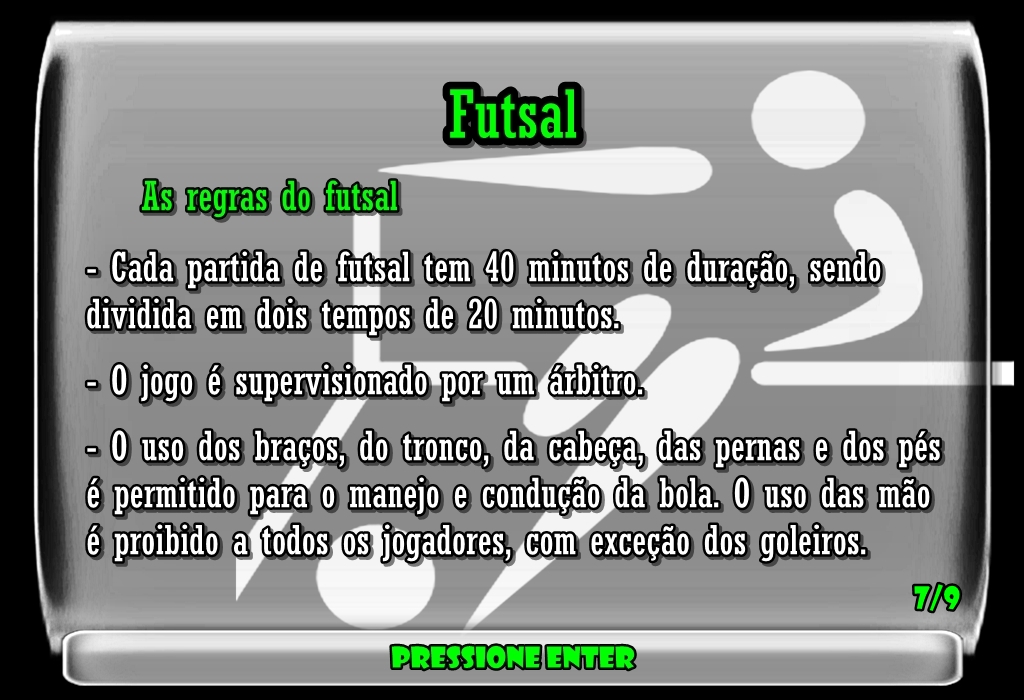 Futsal
As regras do futsal
- Cada partida de futsal tem 40 minutos de duração, sendo
dividida em dois tempos de 20 minutos.
- O jogo é supervisionado por um árbitro.
- O uso dos braços, do tronco, da cabeça, das pernas e dos pés
é permitido para o manejo e condução da bola. O uso das mão
é proibido a todos os jogadores, com exceção dos goleiros.
7/9
PRESSIONE ENTER